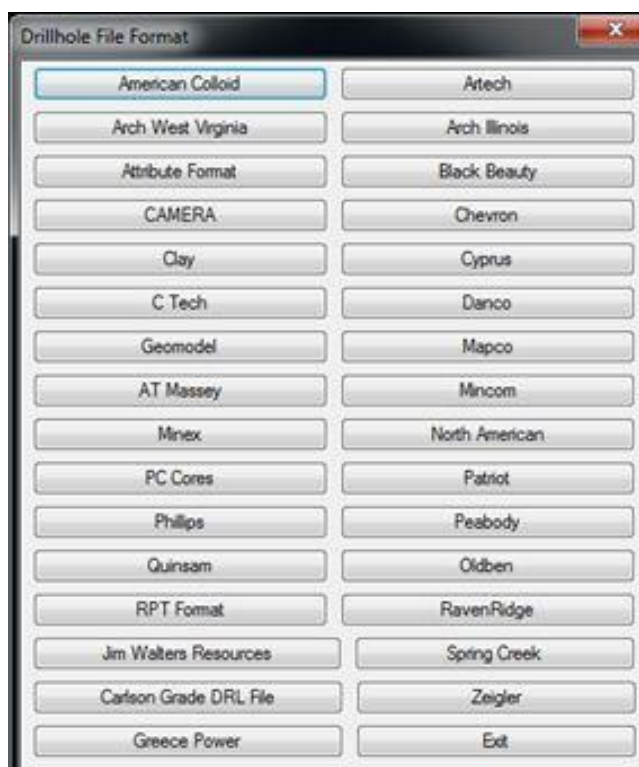 Drillhole File Format
American Colloid Artech
Arch West Virginia Arch Illinois
Attribute Format Black Beauty
CAMERA Chevron
Clay Cyprus
C Tech Danco
Geomodel Mapco
AT Massey Mincom
Minex North American
PC Cores Patriot
Phillips Peabody
Quinsam Oldben
RPT Format RavenRidge
Jim Walters Resources Spring Creek
Carlson Grade DRL File Zeigler
Greece Power Exit